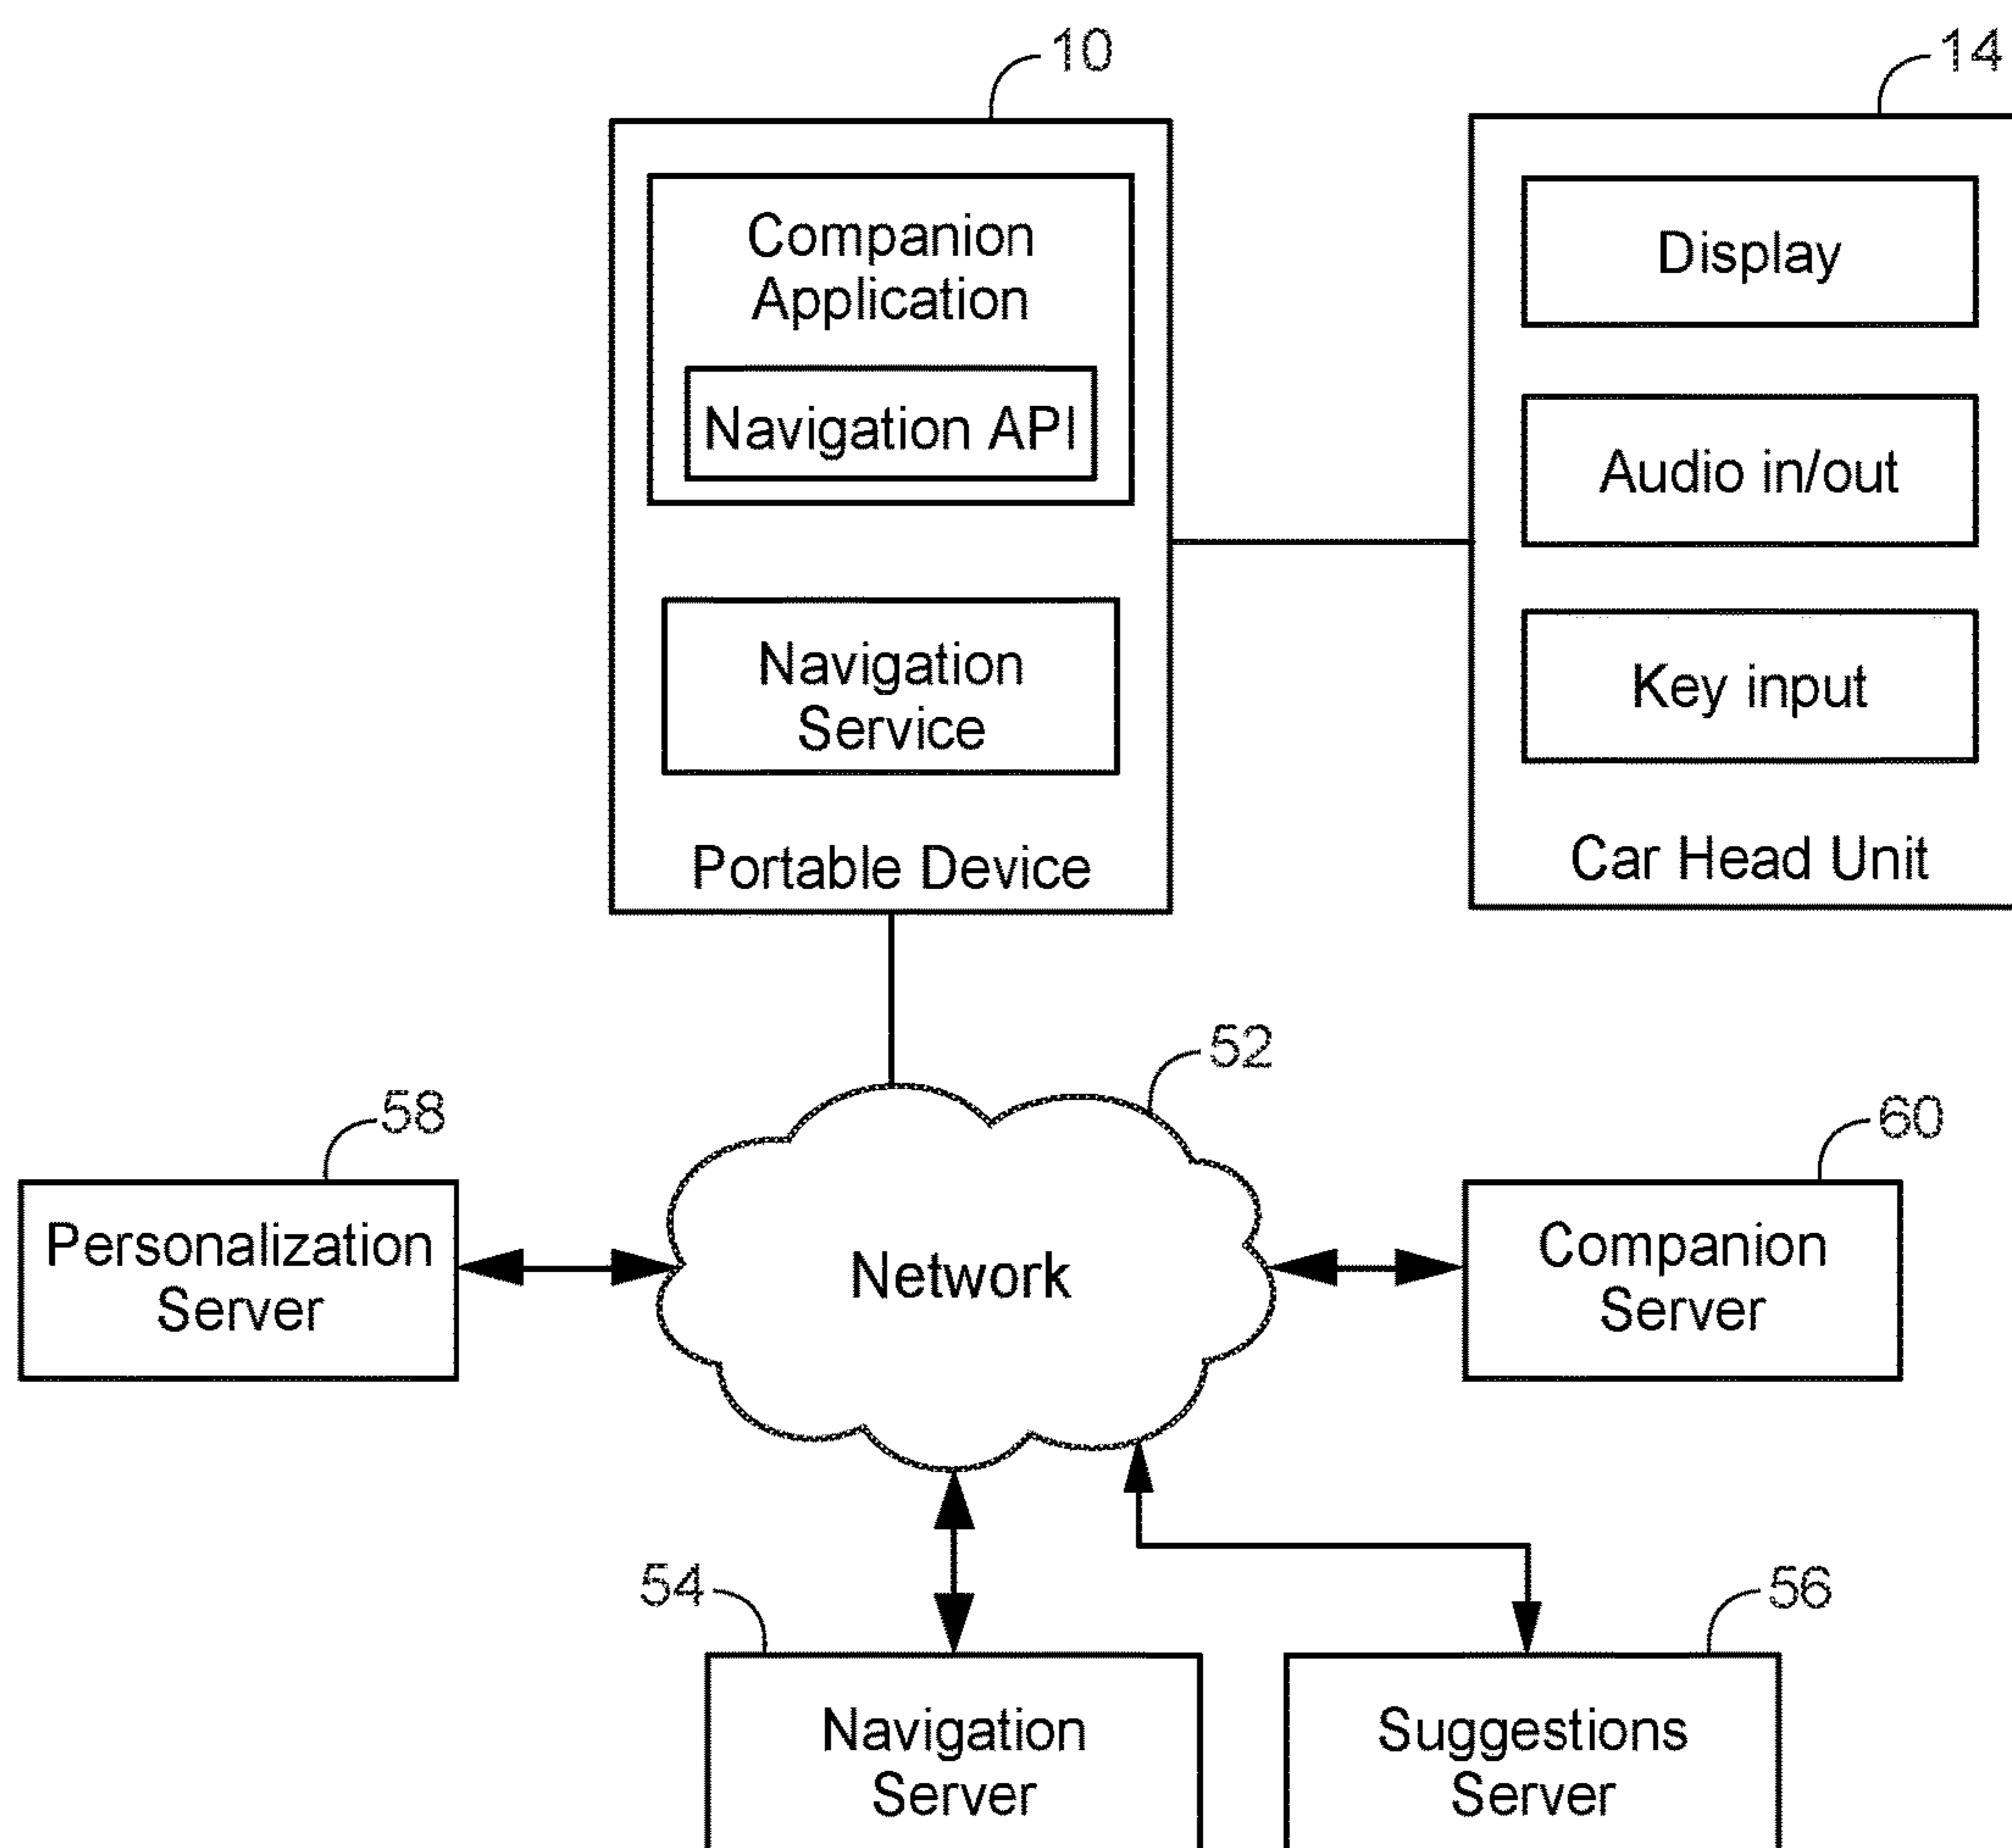 10
14
Companion
Application
Navigation API
Navigation
Service
Portable Device
Display
Audio in/out
Key input
Car Head Unit
52
58
60
Personalization
Server
Network
Companion
Server
54
56
Navigation
Server
Suggestions
Server